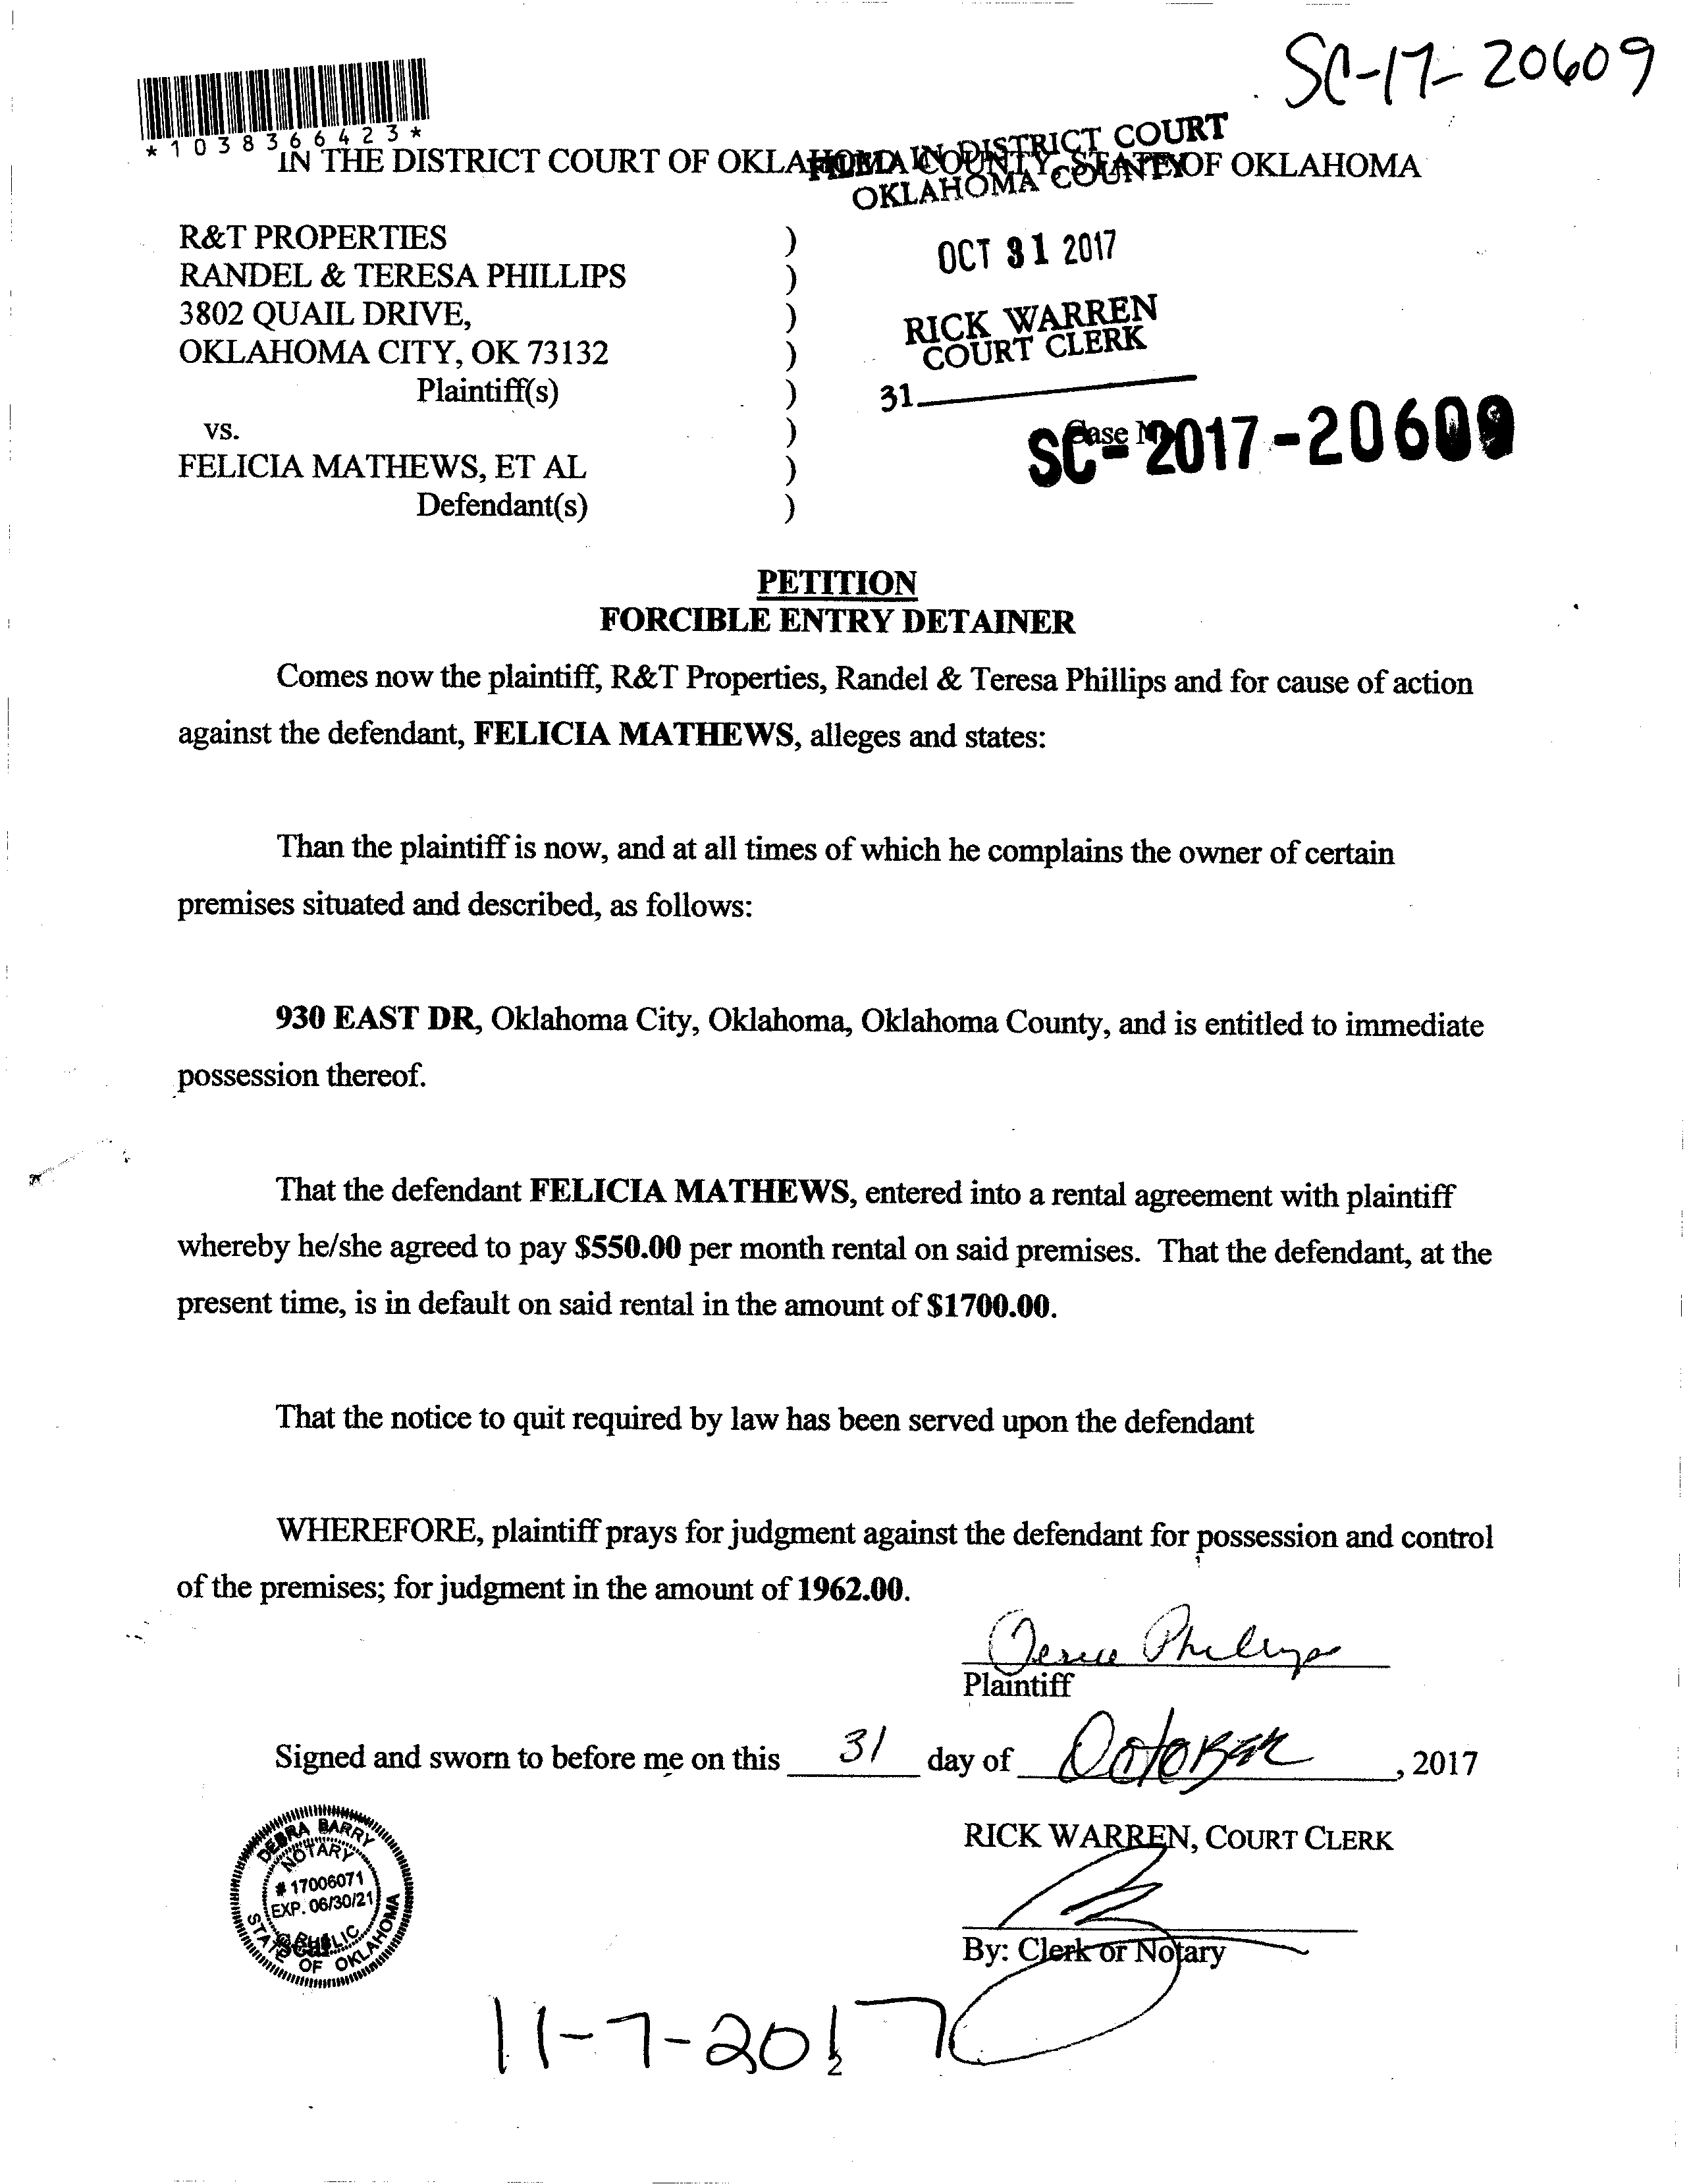 SC-17-20609
*1038366423*
IN THE DISTRICT COURT OF OKLAHOMA COUNTY, STATE OF OKLAHOMA
FILED IN DISTRICT COURT
OKLAHOMA COUNTY
R&T PROPERTIES )
RANDEL & TERESA PHILLIPS )
3802 QUAIL DRIVE, )
OKLAHOMA CITY, OK 73132 )
Plaintiff(s) )
vs. )
FELICIA MATHEWS, ET AL )
Defendant(s) )
OCT 31 2017
RICK WARREN
COURT CLERK
31
Case No
SC-2017-20609
PETITION
FORCIBLE ENTRY DETAINER
Comes now the plaintiff, R&T Properties, Randel & Teresa Phillips and for cause of action
against the defendant, FELICIA MATHEWS, alleges and states:
Than the plaintiff is now, and at all times of which he complains the owner of certain
premises situated and described, as follows:
930 EAST DR, Oklahoma City, Oklahoma, Oklahoma County, and is entitled to immediate
possession thereof.
That the defendant FELICIA MATHEWS, entered into a rental agreement with plaintiff
whereby he/she agreed to pay $550.00 per month rental on said premises. That the defendant, at the
present time, is in default on said rental in the amount of $1700.00.
That the notice to quit required by law has been served upon the defendant
WHEREFORE, plaintiff prays for judgment against the defendant for possession and control
of the premises; for judgment in the amount of 1962.00.
Teresa Phillips
Plaintiff
Signed and sworn to before me on this 31 day of October, 2017
RICK WARREN, COURT CLERK
By: Clerk or Notary
DEBRA BARRY
NOTARY
# 17006071
EXP. 06/30/21
Seal
PUBLIC
STATE OF OKLAHOMA
11-7-2017
2